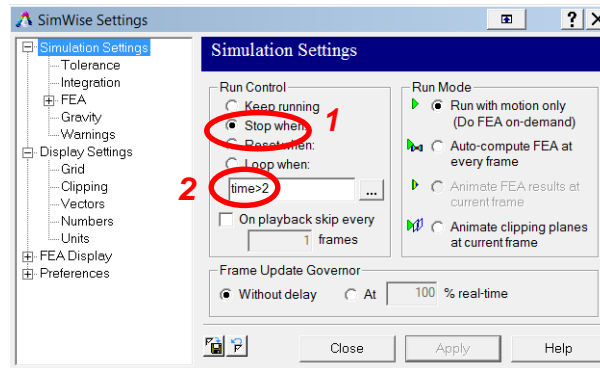 SimWise Settings
?
Simulation Settings
Tolerance
Integration
FEA
Gravity
Warnings
Display Settings
Grid
Clipping
Vectors
Numbers
Units
FEA Display
Preferences
Simulation Settings
Run Control
Keep running
Stop when:
1
Reset when:
Loop when:
2
time>2
...
On playback skip every
1 frames
Run Mode
Run with motion only
(Do FEA on-demand)
Auto-compute FEA at
every frame
Animate FEA results at
current frame
Animate clipping planes
at current frame
Frame Update Governor
Without delay At 100 % real-time
Close Apply Help